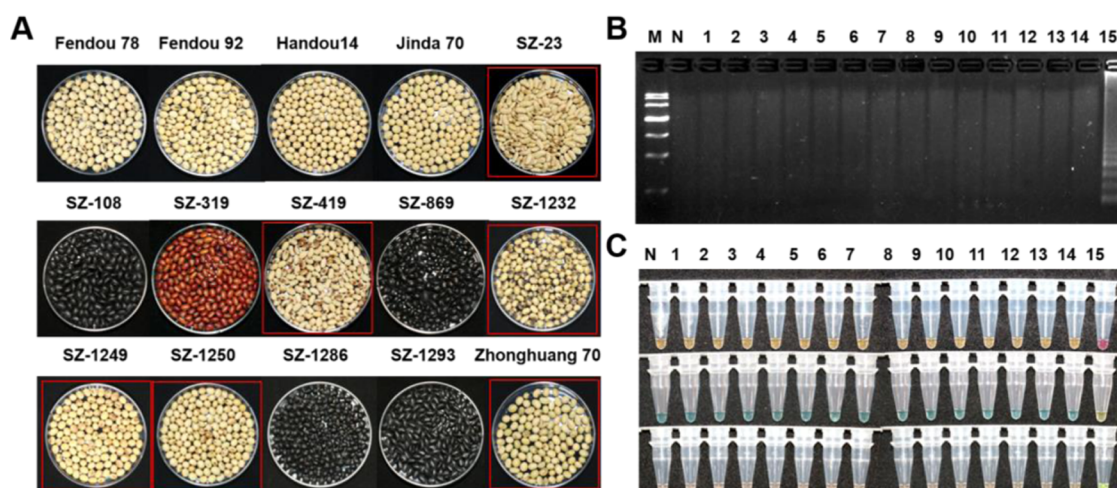 A
Fendou 78 Fendou 92 Handou14 Jinda 70 SZ-23
SZ-108 SZ-319 SZ-419 SZ-869 SZ-1232
SZ-1249 SZ-1250 SZ-1286 SZ-1293 Zhonghuang 70
B
M N 1 2 3 4 5 6 7 8 9 10 11 12 13 14 15
C
N 1 2 3 4 5 6 7 8 9 10 11 12 13 14 15